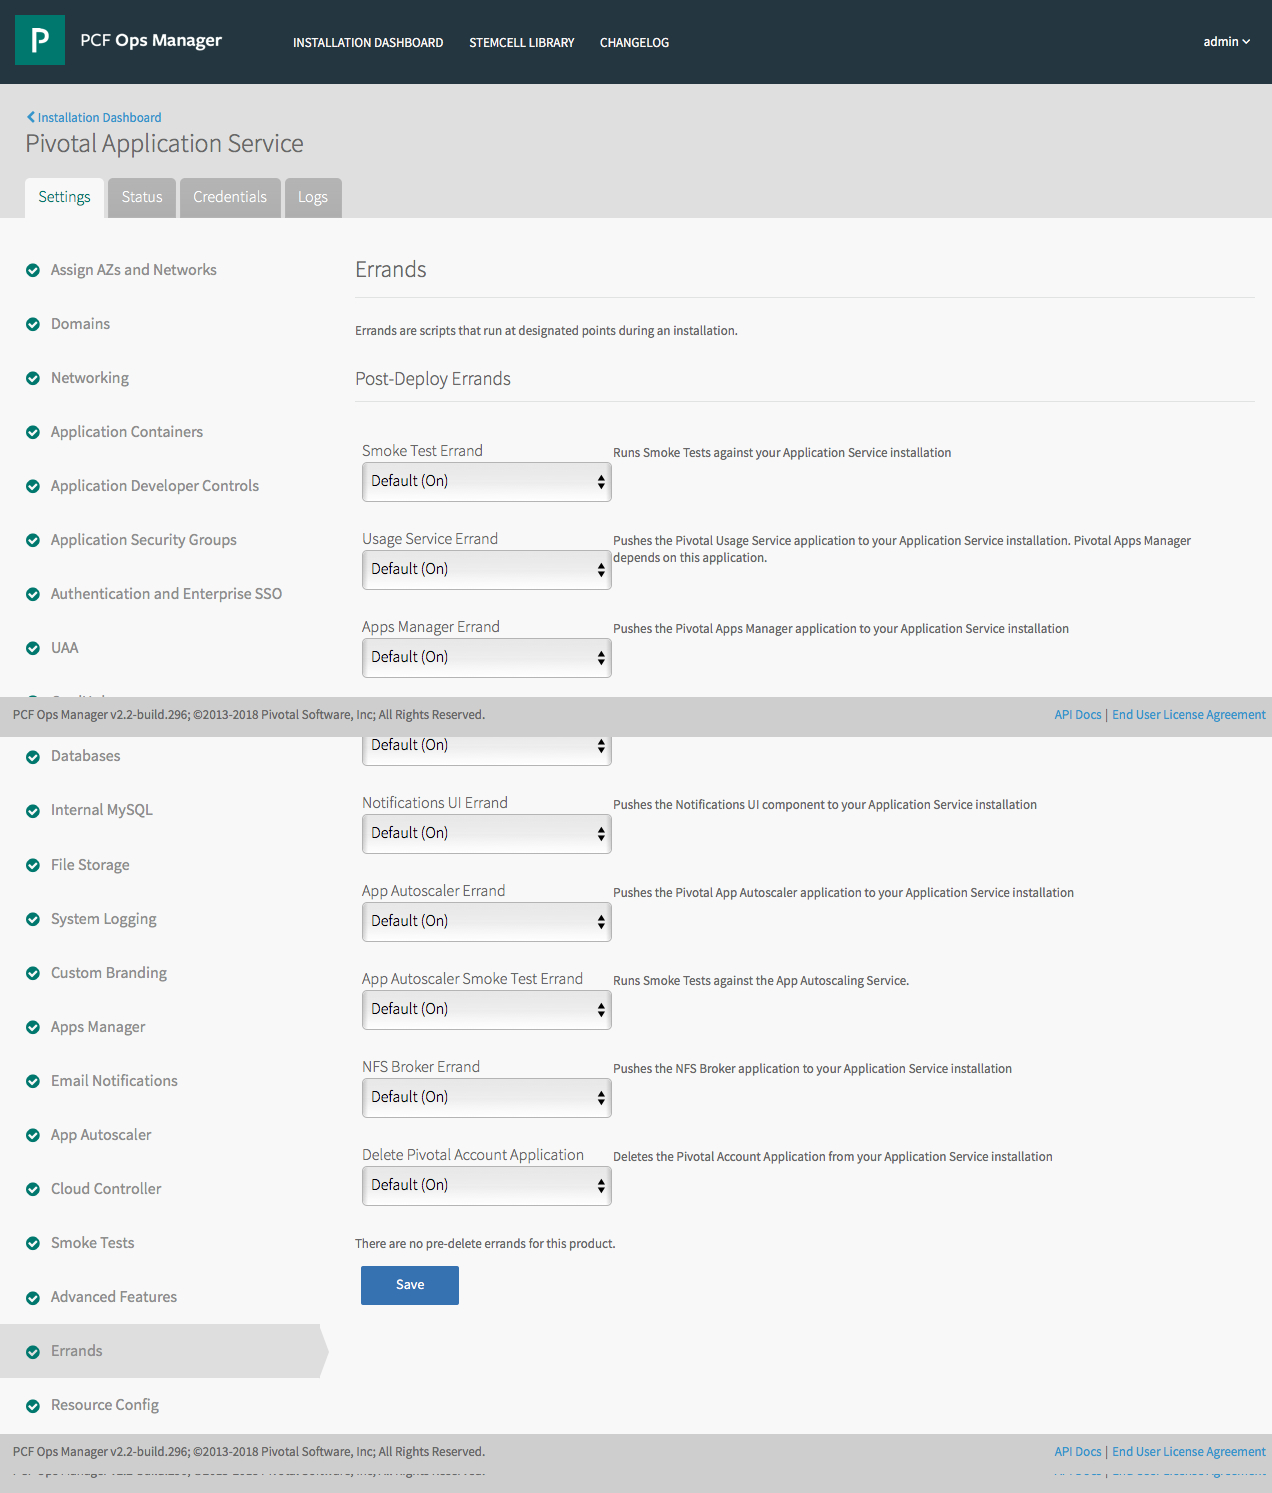 P
PCF Ops Manager
INSTALLATION DASHBOARD
STEMCELL LIBRARY
CHANGELOG
admin
Installation Dashboard
Pivotal Application Service
Settings
Status
Credentials
Logs
Assign AZs and Networks
Domains
Networking
Application Containers
Application Developer Controls
Application Security Groups
Authentication and Enterprise SSO
UAA
Errands
Errands are scripts that run at designated points during an installation.
Post-Deploy Errands
Smoke Test Errand
Default (On)
Runs Smoke Tests against your Application Service installation
Usage Service Errand
Default (On)
Pushes the Pivotal Usage Service application to your Application Service installation. Pivotal Apps Manager
depends on this application.
Apps Manager Errand
Default (On)
Pushes the Pivotal Apps Manager application to your Application Service installation
PCF Ops Manager v2.2-build.296; ©2013-2018 Pivotal Software, Inc; All Rights Reserved.
API Docs | End User License Agreement
Databases
Internal MySQL
File Storage
System Logging
Custom Branding
Apps Manager
Email Notifications
App Autoscaler
Cloud Controller
Smoke Tests
Advanced Features
Errands
Resource Config
Default (On)
Notifications UI Errand
Default (On)
Pushes the Notifications UI component to your Application Service installation
App Autoscaler Errand
Default (On)
Pushes the Pivotal App Autoscaler application to your Application Service installation
App Autoscaler Smoke Test Errand
Default (On)
Runs Smoke Tests against the App Autoscaling Service.
NFS Broker Errand
Default (On)
Pushes the NFS Broker application to your Application Service installation
Delete Pivotal Account Application
Default (On)
Deletes the Pivotal Account Application from your Application Service installation
There are no pre-delete errands for this product.
Save
PCF Ops Manager v2.2-build.296; ©2013-2018 Pivotal Software, Inc; All Rights Reserved.
API Docs | End User License Agreement